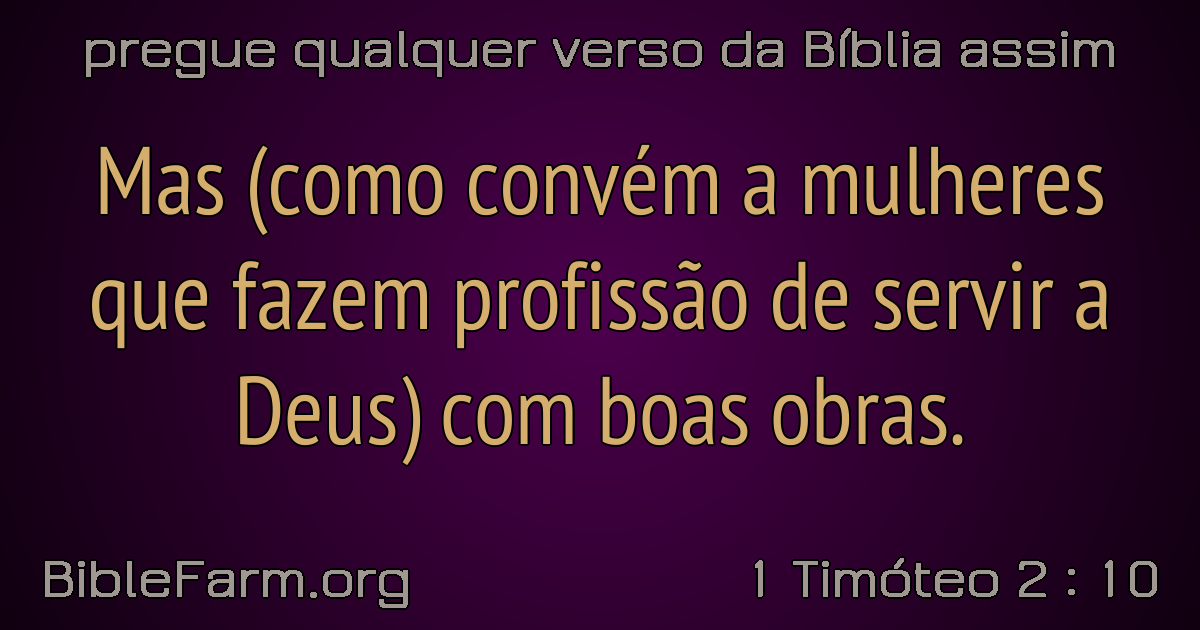 pregue qualquer verso da Bíblia assim
Mas (como convém a mulheres
que fazem profissão de servir a
Deus) com boas obras.
BibleFarm.org
1 Timóteo 2 : 10